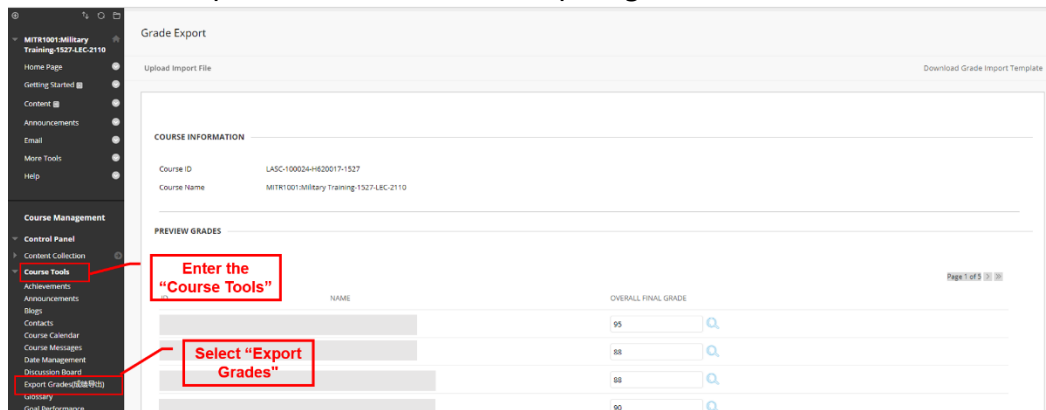 MITR1001:Military
Training-1527-LEC-2110
Home Page
Getting Started
Content
Announcements
Email
More Tools
Help
Course Management
Control Panel
Content Collection
Course Tools
Achievements
Announcements
Blogs
Contacts
Course Calendar
Course Messages
Date Management
Discussion Board
Export Grades(成绩导出)
Glossary
Goal Performance
Grade Export
Upload Import File
Download Grade Import Template
COURSE INFORMATION
Course ID LASC-100024-H620017-1527
Course Name MITR1001:Military Training-1527-LEC-2110
PREVIEW GRADES
Enter the
“Course Tools”
Page 1 of 5
ID NAME OVERALL FINAL GRADE
95
88
Select “Export
Grades"
88
90